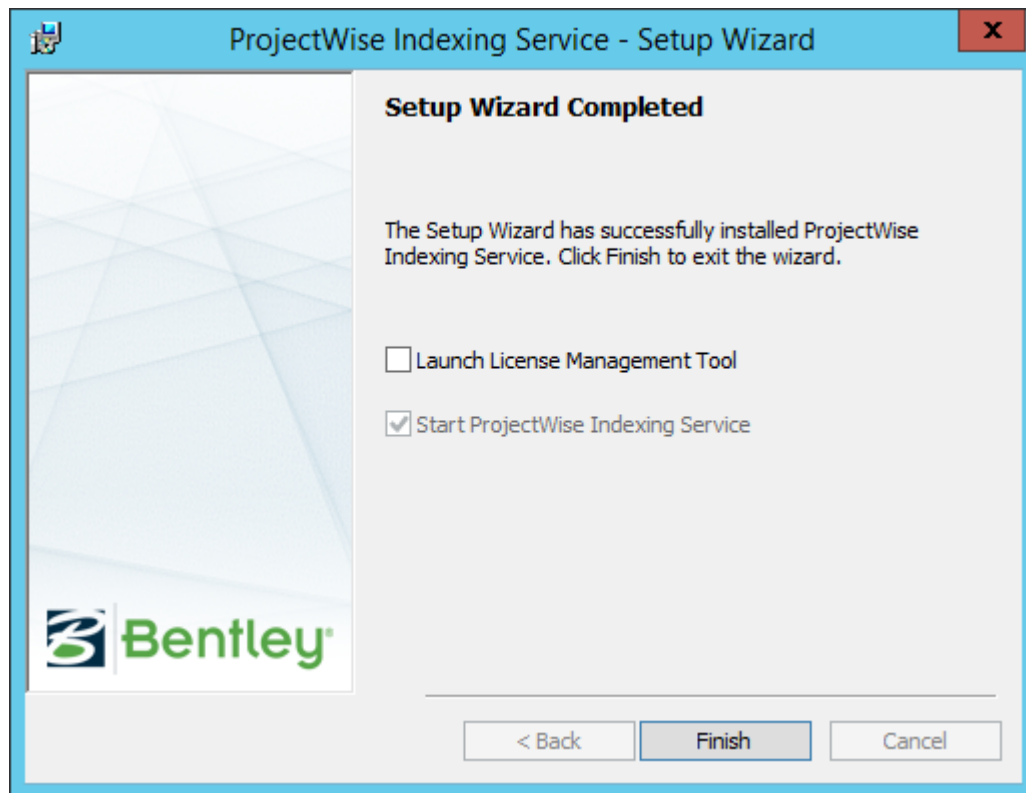 ProjectWise Indexing Service - Setup Wizard
x
Setup Wizard Completed
The Setup Wizard has successfully installed ProjectWise
Indexing Service. Click Finish to exit the wizard.
Launch License Management Tool
Start ProjectWise Indexing Service
B Bentley®
< Back Finish Cancel